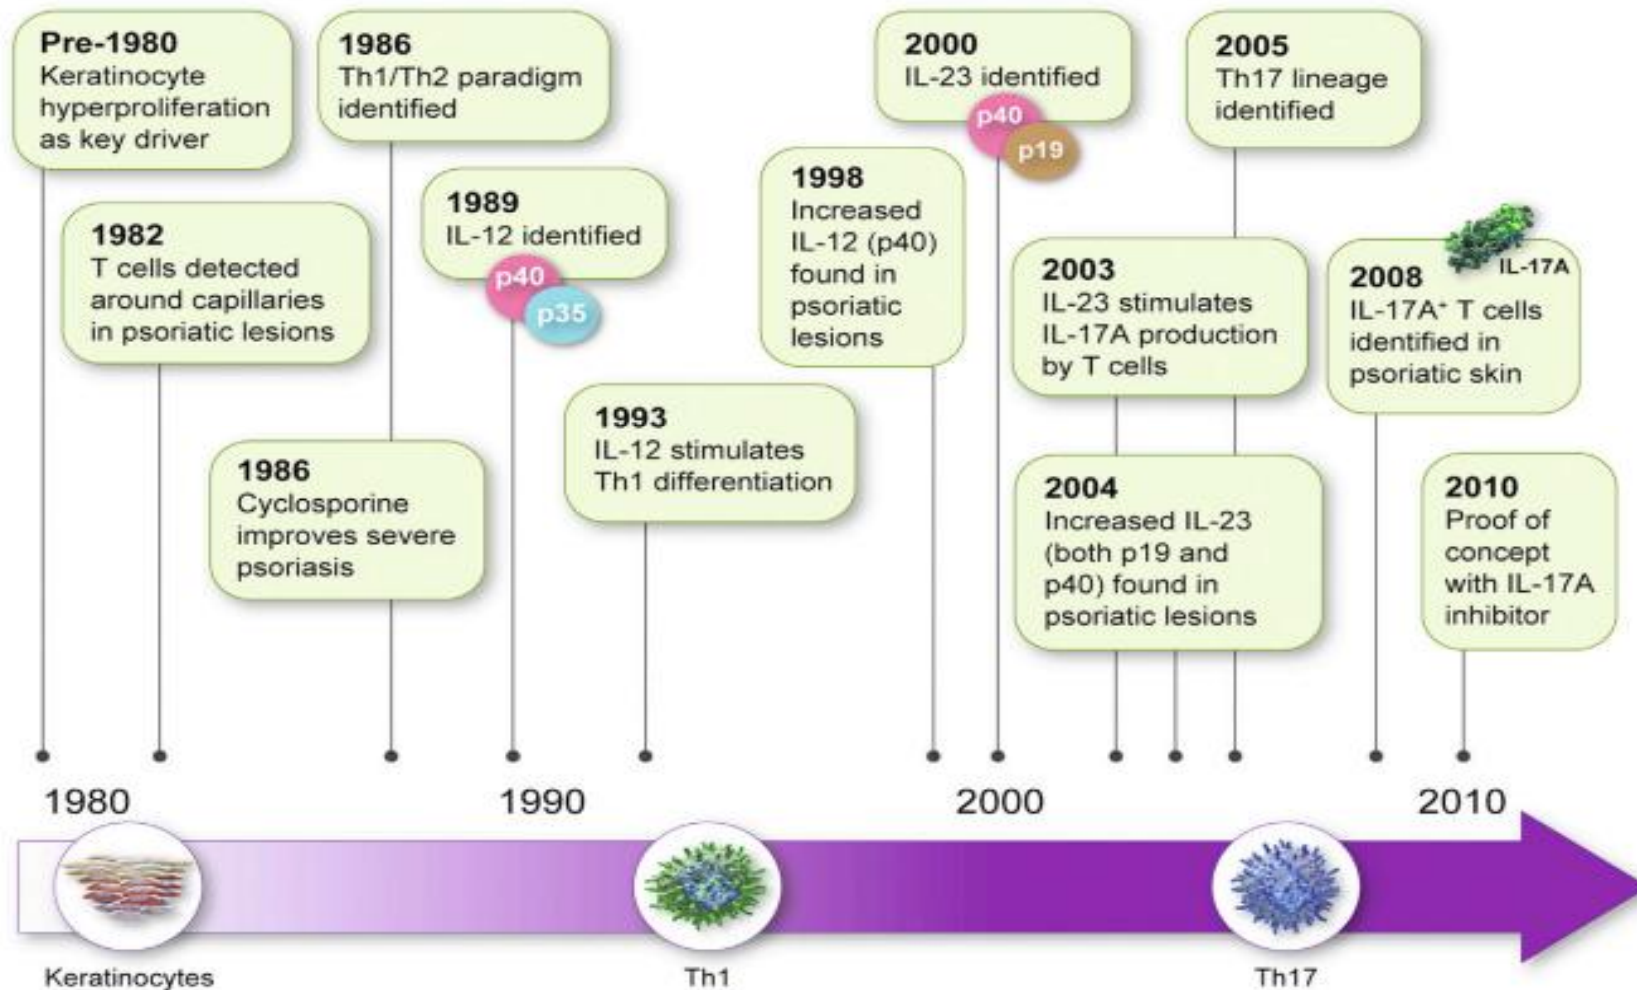 Pre-1980
Keratinocyte
hyperproliferation
as key driver
1982
T cells detected
around capillaries
in psoriatic lesions
1986
Th1/Th2 paradigm
identified
1986
Cyclosporine
improves severe
psoriasis
1989
IL-12 identified
p40
p35
1993
IL-12 stimulates
Th1 differentiation
1998
Increased
IL-12 (p40)
found in
psoriatic
lesions
2000
IL-23 identified
p40
p19
2003
IL-23 stimulates
IL-17A production
by T cells
2004
Increased IL-23
(both p19 and
p40) found in
psoriatic lesions
2005
Th17 lineage
identified
2008
IL-17A
IL-17A⁺ T cells
identified in
psoriatic skin
2010
Proof of
concept
with IL-17A
inhibitor
1980
1990
2000
2010
Keratinocytes
Th1
Th17